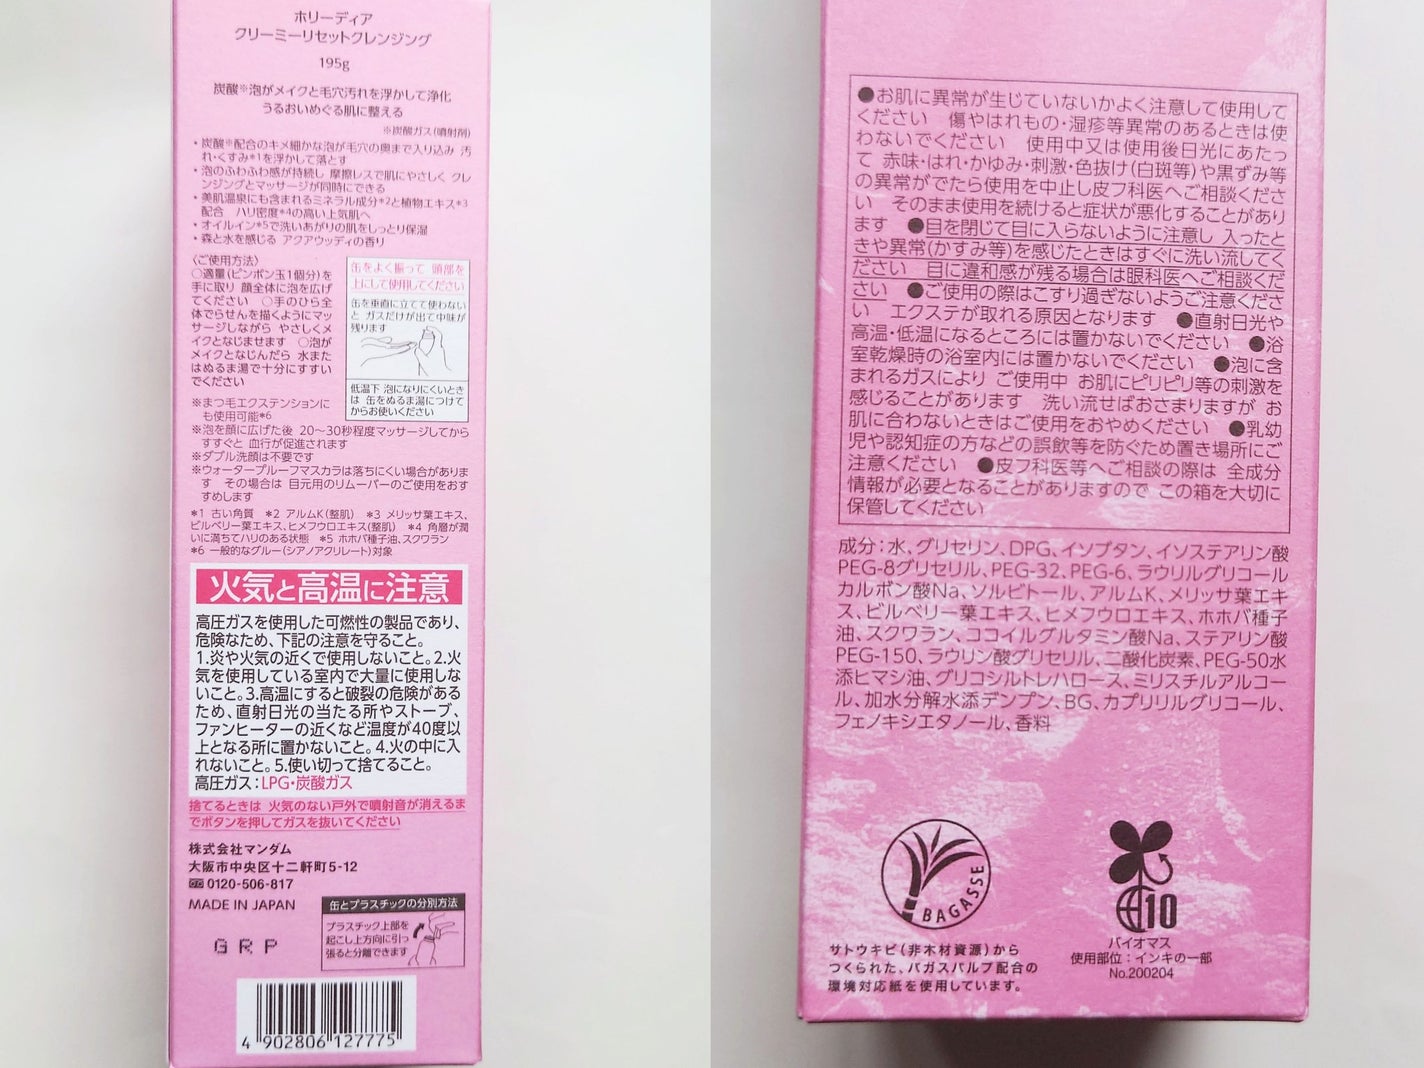 ホリーディア
クリーミーリセットクレンジング
195g
炭酸※泡がメイクと毛穴汚れを浮かして浄化
うるおいめぐる肌に整える
※炭酸ガス(噴射剤)
・炭酸※配合のキメ細かな泡が毛穴の奥まで入り込み 汚
れ・くすみ*1を浮かして落とす
・泡のふわふわ感が持続し 摩擦レスで肌にやさしく クレ
ンジングとマッサージが同時にできる
・美肌温泉にも含まれるミネラル成分*2と植物エキス*3
配合 ハリ密度*4の高い上気肌へ
・オイルイン*5で洗いあがりの肌をしっとり保湿
・森と水を感じる アクアウッディの香り
〈ご使用方法〉
○適量(ピンポン玉1個分)を
手に取り 顔全体に泡を広げ
てください ○手のひら全
体でらせんを描くようにマッ
サージしながら やさしくメ
イクとなじませます ○泡が
メイクとなじんだら 水また
はぬるま湯で十分にすすい
でください
缶をよく振って 頭部を
上にして使用してください
缶を垂直に立てて使わない
と ガスだけが出て中味が
残ります
低温下 泡になりにくいとき
は 缶をぬるま湯につけて
からお使いください
※まつ毛エクステンションに
も使用可能*6
※泡を顔に広げた後 20～30秒程度マッサージしてから
すすぐと 血行が促進されます
※ダブル洗顔は不要です
※ウォータープルーフマスカラは落ちにくい場合がありま
す その場合は 目元用のリムーバーのご使用をおす
すめします
*1 古い角質 *2 アルムK(整肌) *3 メリッサ葉エキス、
ビルベリー葉エキス、ヒメフウロエキス(整肌) *4 角層が潤
いに満ちてハリのある状態 *5 ホホバ種子油、スクワラン
*6 一般的なグルー(シアノアクリレート)対象
火気と高温に注意
高圧ガスを使用した可燃性の製品であり、
危険なため、下記の注意を守ること。
1.炎や火気の近くで使用しないこと。2.火
気を使用している室内で大量に使用しな
いこと。3.高温にすると破裂の危険がある
ため、直射日光の当たる所やストーブ、
ファンヒーターの近くなど温度が40度以
上となる所に置かないこと。4.火の中に入
れないこと。5.使い切って捨てること。
高圧ガス：LPG・炭酸ガス
捨てるときは 火気のない戸外で噴射音が消えるま
でボタンを押してガスを抜いてください
株式会社マンダム
大阪市中央区十二軒町5-12
0120-506-817
MADE IN JAPAN
GRP
缶とプラスチックの分別方法
プラスチック上部を
起こし上方向に引っ
張ると分離できます
4 902806 127775
●お肌に異常が生じていないかよく注意して使用して
ください 傷やはれもの・湿疹等異常のあるときは使
わないでください 使用中又は使用後日光にあたっ
て 赤味・はれ・かゆみ・刺激・色抜け(白斑等)や黒ずみ等
の異常がでたら使用を中止し皮フ科医へご相談くださ
い そのまま使用を続けると症状が悪化することがあり
ます ●目を閉じて目に入らないように注意し 入ったと
きや異常(かすみ等)を感じたときはすぐに洗い流してく
ださい 目に違和感が残る場合は眼科医へご相談くだ
さい ●ご使用の際はこすり過ぎないようご注意くださ
い エクステが取れる原因となります ●直射日光や
高温・低温になるところには置かないでください ●浴
室乾燥時の浴室内には置かないでください ●泡に含
まれるガスにより ご使用中 お肌にピリピリ等の刺激を
感じることがあります 洗い流せばおさまりますが お
肌に合わないときはご使用をおやめください ●乳幼
児や認知症の方などの誤飲等を防ぐため置き場所にご
注意ください ●皮フ科医等へご相談の際は 全成分
情報が必要となることがありますので この箱を大切に
保管してください
成分：水、グリセリン、DPG、イソブタン、イソステアリン酸
PEG-8グリセリル、PEG-32、PEG-6、ラウリルグリコール
カルボン酸Na、ソルビトール、アルムK、メリッサ葉エキ
ス、ビルベリー葉エキス、ヒメフウロエキス、ホホバ種子
油、スクワラン、ココイルグルタミン酸Na、ステアリン酸
PEG-150、ラウリン酸グリセリル、二酸化炭素、PEG-50水
添ヒマシ油、グリコシルトレハロース、ミリスチルアルコー
ル、加水分解水添デンプン、BG、カプリリルグリコール、
フェノキシエタノール、香料
BAGASSE
サトウキビ(非木材資源)から
つくられた、バガスパルプ配合の
環境対応紙を使用しています。
10
バイオマス
使用部位：インキの一部
No.200204